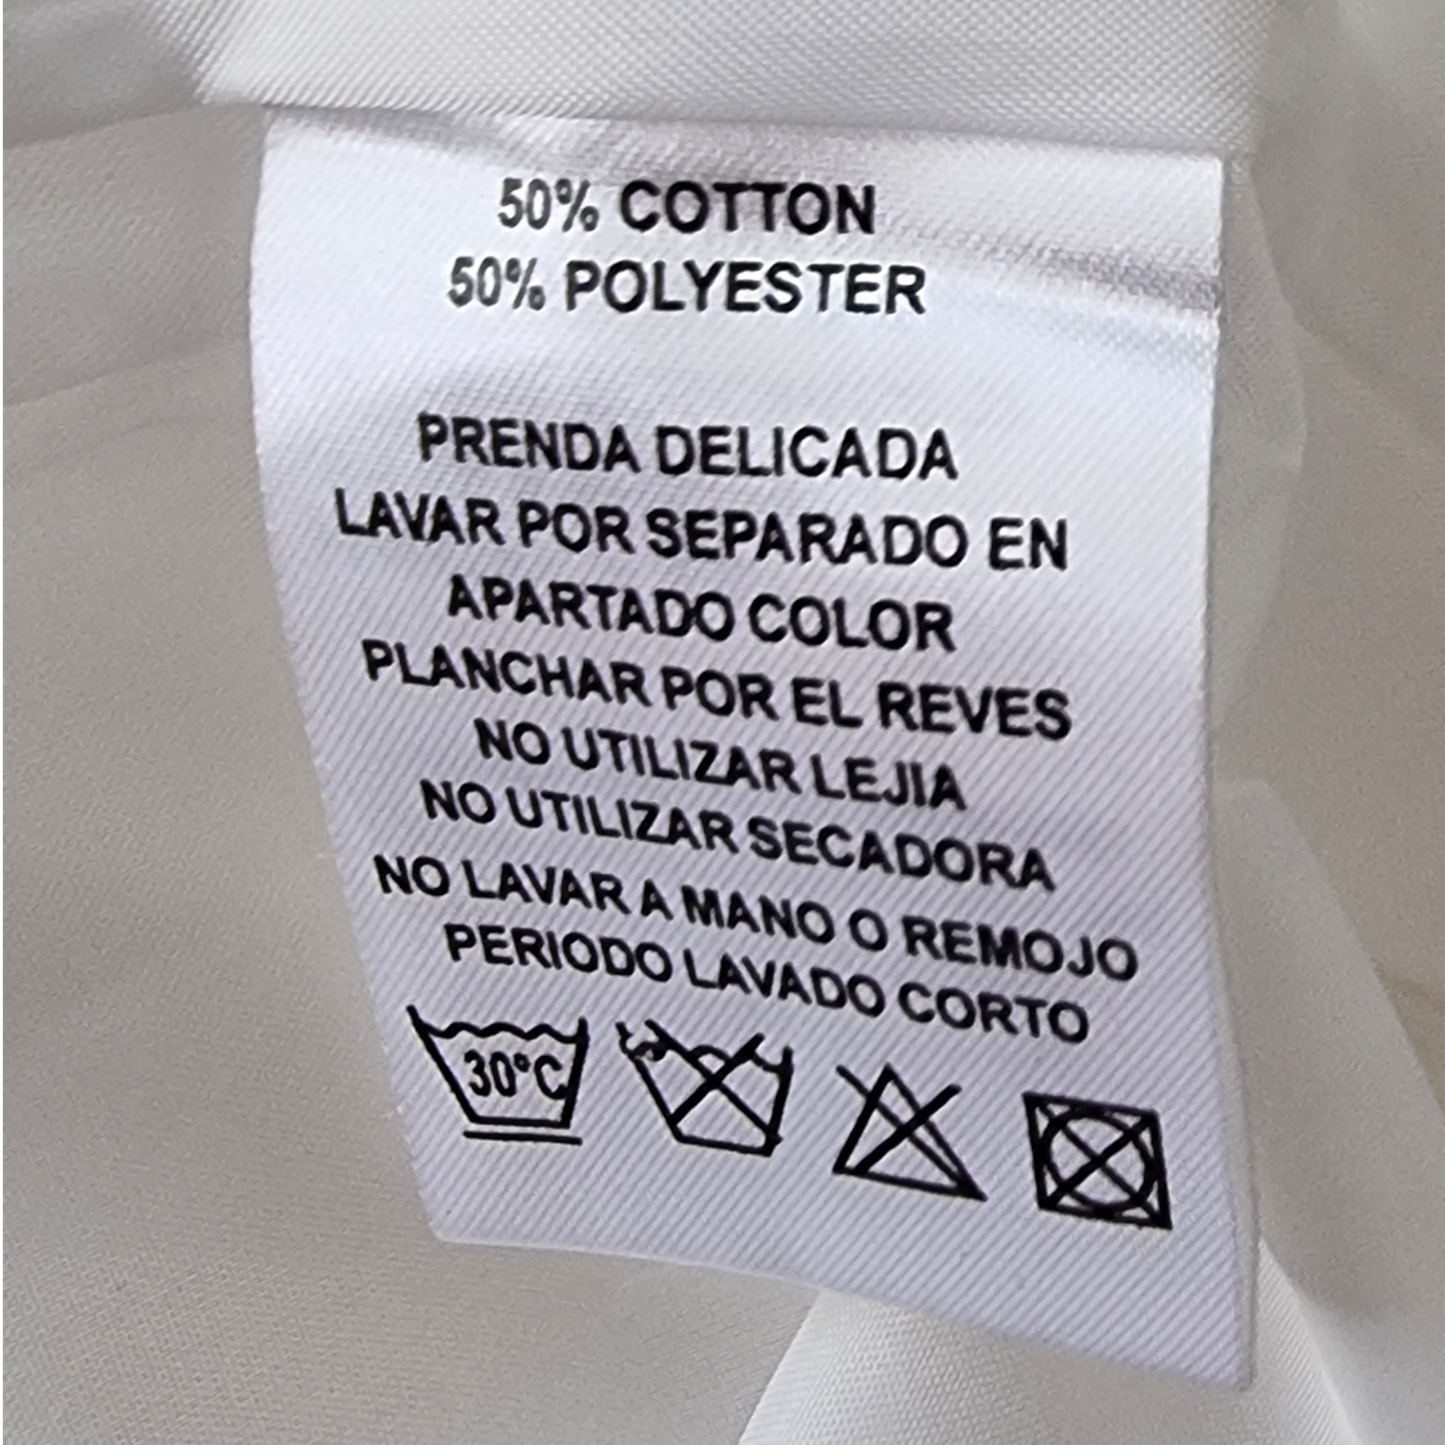 50% COTTON
50% POLYESTER
PRENDA DELICADA
LAVAR POR SEPARADO EN
APARTADO COLOR
PLANCHAR POR EL REVES
NO UTILIZAR LEJIA
NO UTILIZAR SECADORA
NO LAVAR A MANO O REMOJO
PERIODO LAVADO CORTO
30°C